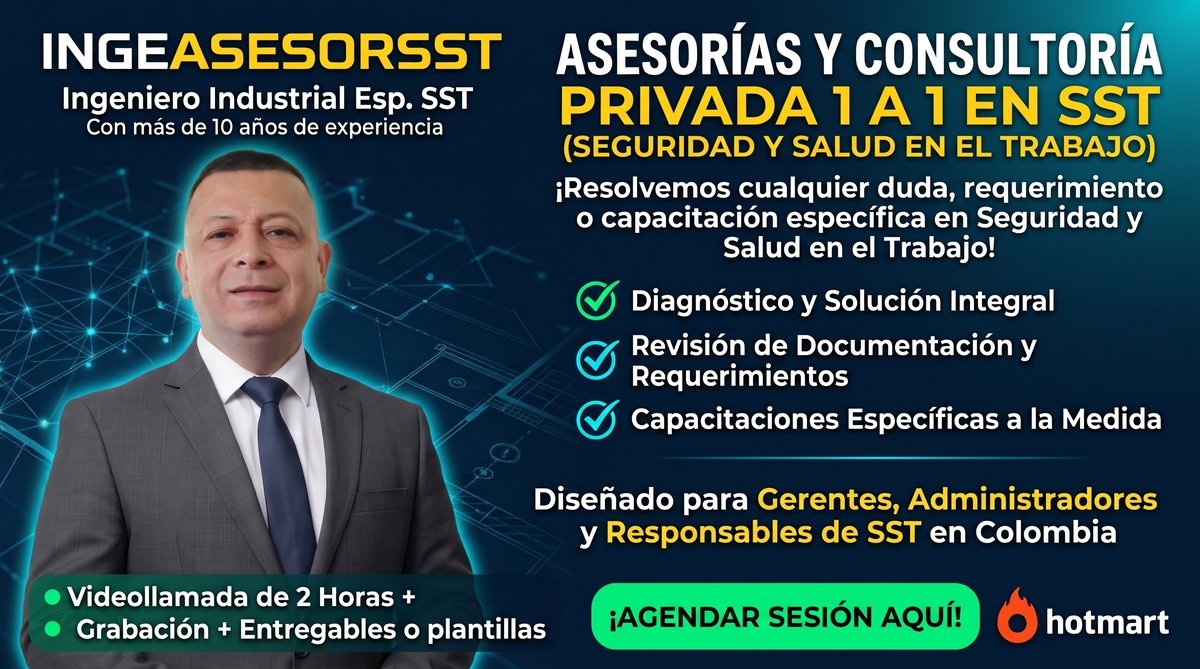 INGEASESORSST
Ingeniero Industrial Esp. SST
Con más de 10 años de experiencia
ASESORÍAS Y CONSULTORÍA
PRIVADA 1 A 1 EN SST
(SEGURIDAD Y SALUD EN EL TRABAJO)
¡Resolvemos cualquier duda, requerimiento
o capacitación específica en Seguridad y
Salud en el Trabajo!
Diagnóstico y Solución Integral
Revisión de Documentación y
Requerimientos
Capacitaciones Específicas a la Medida
Diseñado para Gerentes, Administradores
y Responsables de SST en Colombia
Videollamada de 2 Horas +
Grabación + Entregables o plantillas
¡AGENDAR SESIÓN AQUÍ!
hotmart